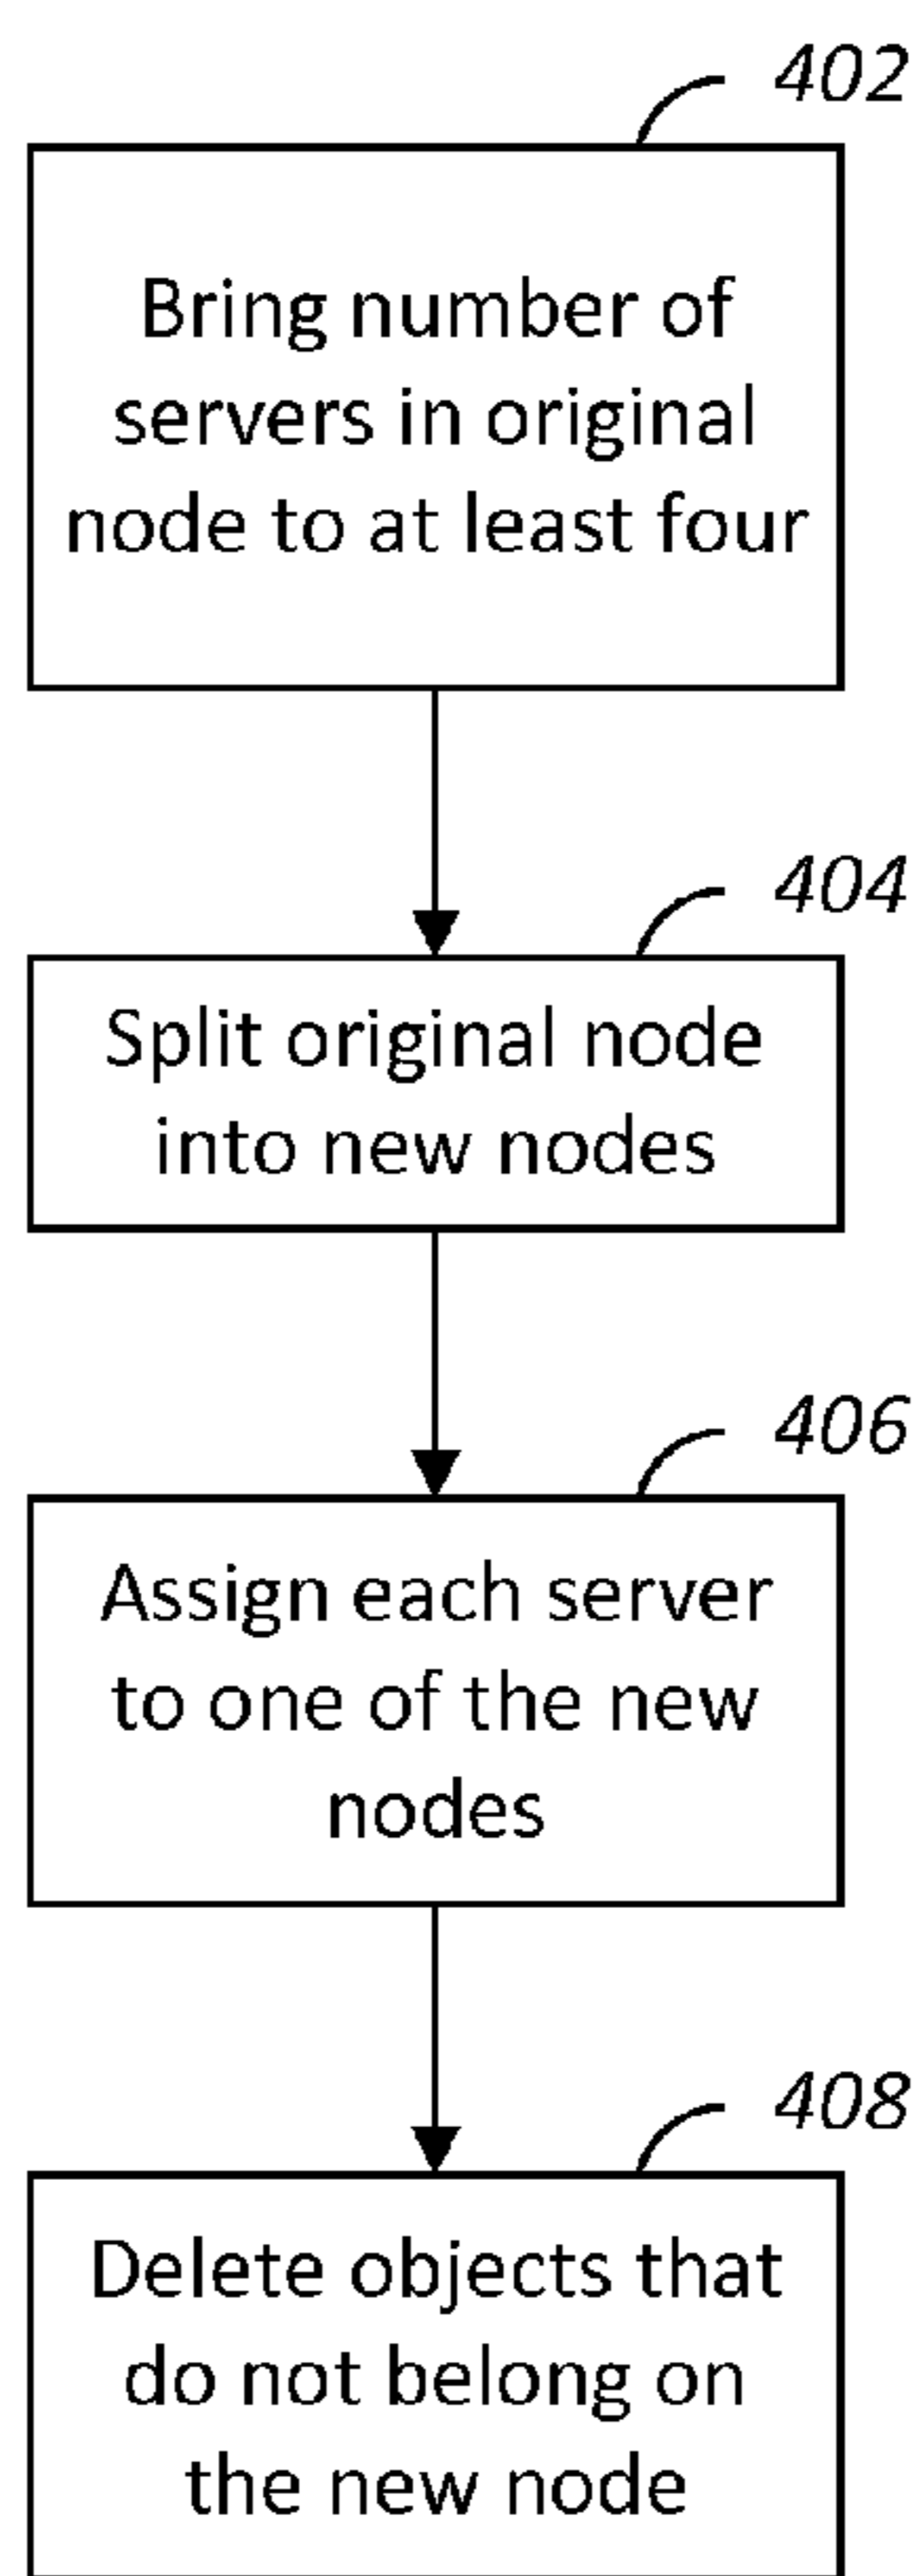 402
Bring number of
servers in original
node to at least four
404
Split original node
into new nodes
406
Assign each server
to one of the new
nodes
408
Delete objects that
do not belong on
the new node